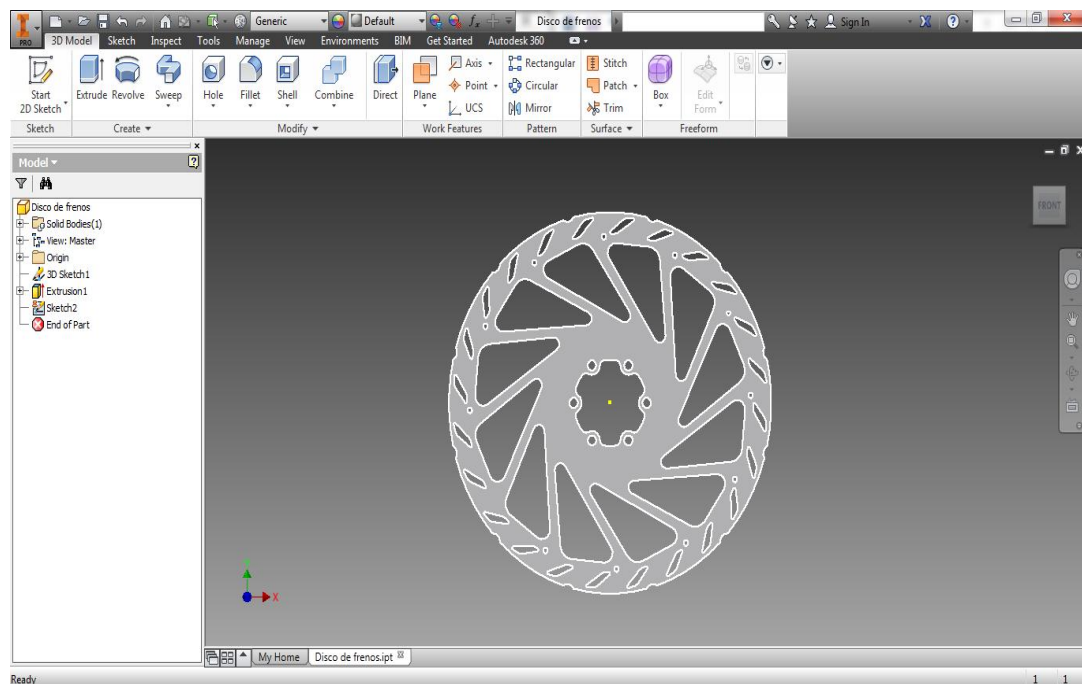 PRO
Generic
Default
Disco de frenos
Sign In
3D Model Sketch Inspect Tools Manage View Environments BIM Get Started Autodesk 360
Start
2D Sketch
Extrude Revolve Sweep
Hole Fillet Shell Combine Direct
Plane
Axis
Point
UCS
Rectangular
Circular
Mirror
Stitch
Patch
Trim
Box
Edit
Form
Sketch Create Modify Work Features Pattern Surface Freeform
Model
Disco de frenos
Solid Bodies(1)
View: Master
Origin
3D Sketch1
Extrusion1
Sketch2
End of Part
FRONT
X
My Home Disco de frenos.ipt
Ready 1 1